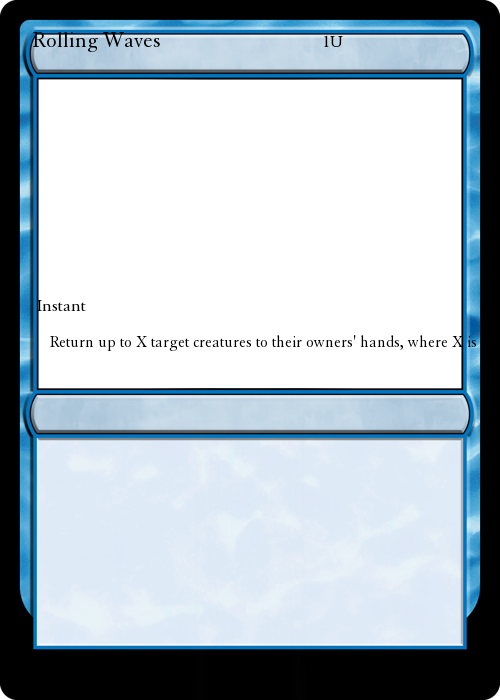 Rolling Waves 1U
Instant
Return up to X target creatures to their owners' hands, where X is